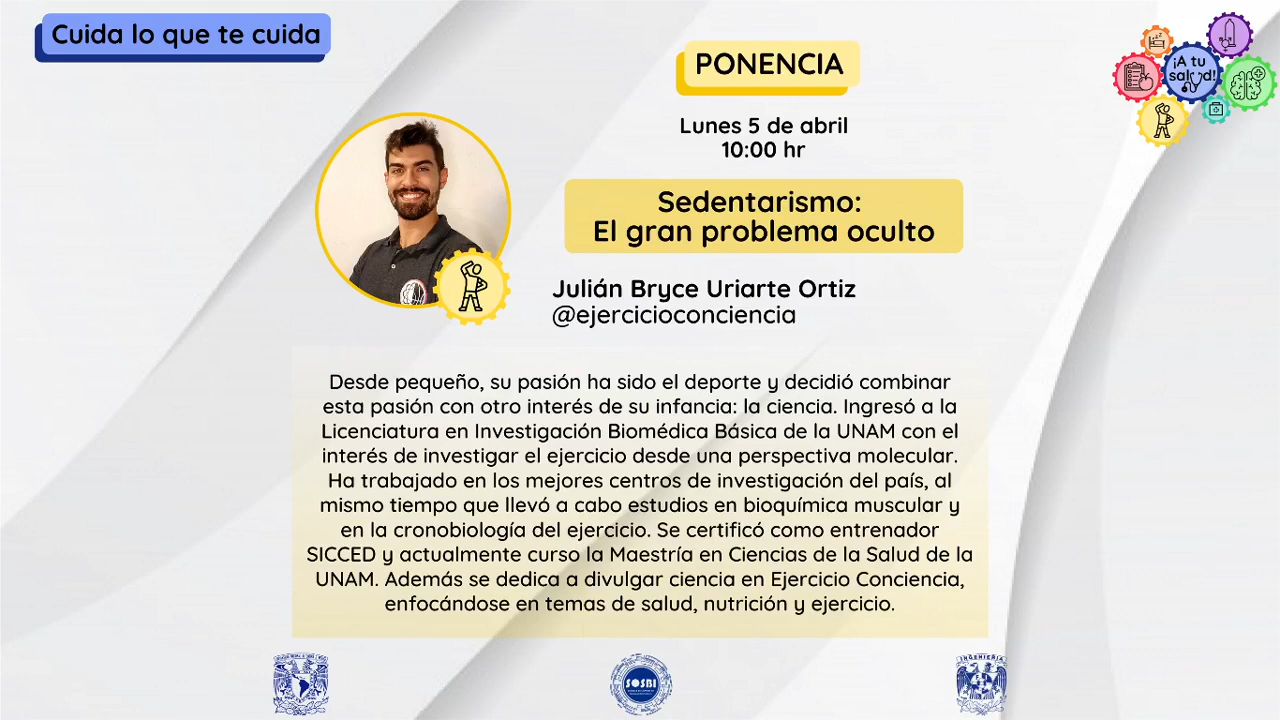 Cuida lo que te cuida
PONENCIA
¡A tu
salud!
Lunes 5 de abril
10:00 hr
Sedentarismo:
El gran problema oculto
Julián Bryce Uriarte Ortiz
@ejercicioconciencia
Desde pequeño, su pasión ha sido el deporte y decidió combinar
esta pasión con otro interés de su infancia: la ciencia. Ingresó a la
Licenciatura en Investigación Biomédica Básica de la UNAM con el
interés de investigar el ejercicio desde una perspectiva molecular.
Ha trabajado en los mejores centros de investigación del país, al
mismo tiempo que llevó a cabo estudios en bioquímica muscular y
en la cronobiología del ejercicio. Se certificó como entrenador
SICCED y actualmente curso la Maestría en Ciencias de la Salud de la
UNAM. Además se dedica a divulgar ciencia en Ejercicio Conciencia,
enfocándose en temas de salud, nutrición y ejercicio.
SOSBI
INGENIERIA